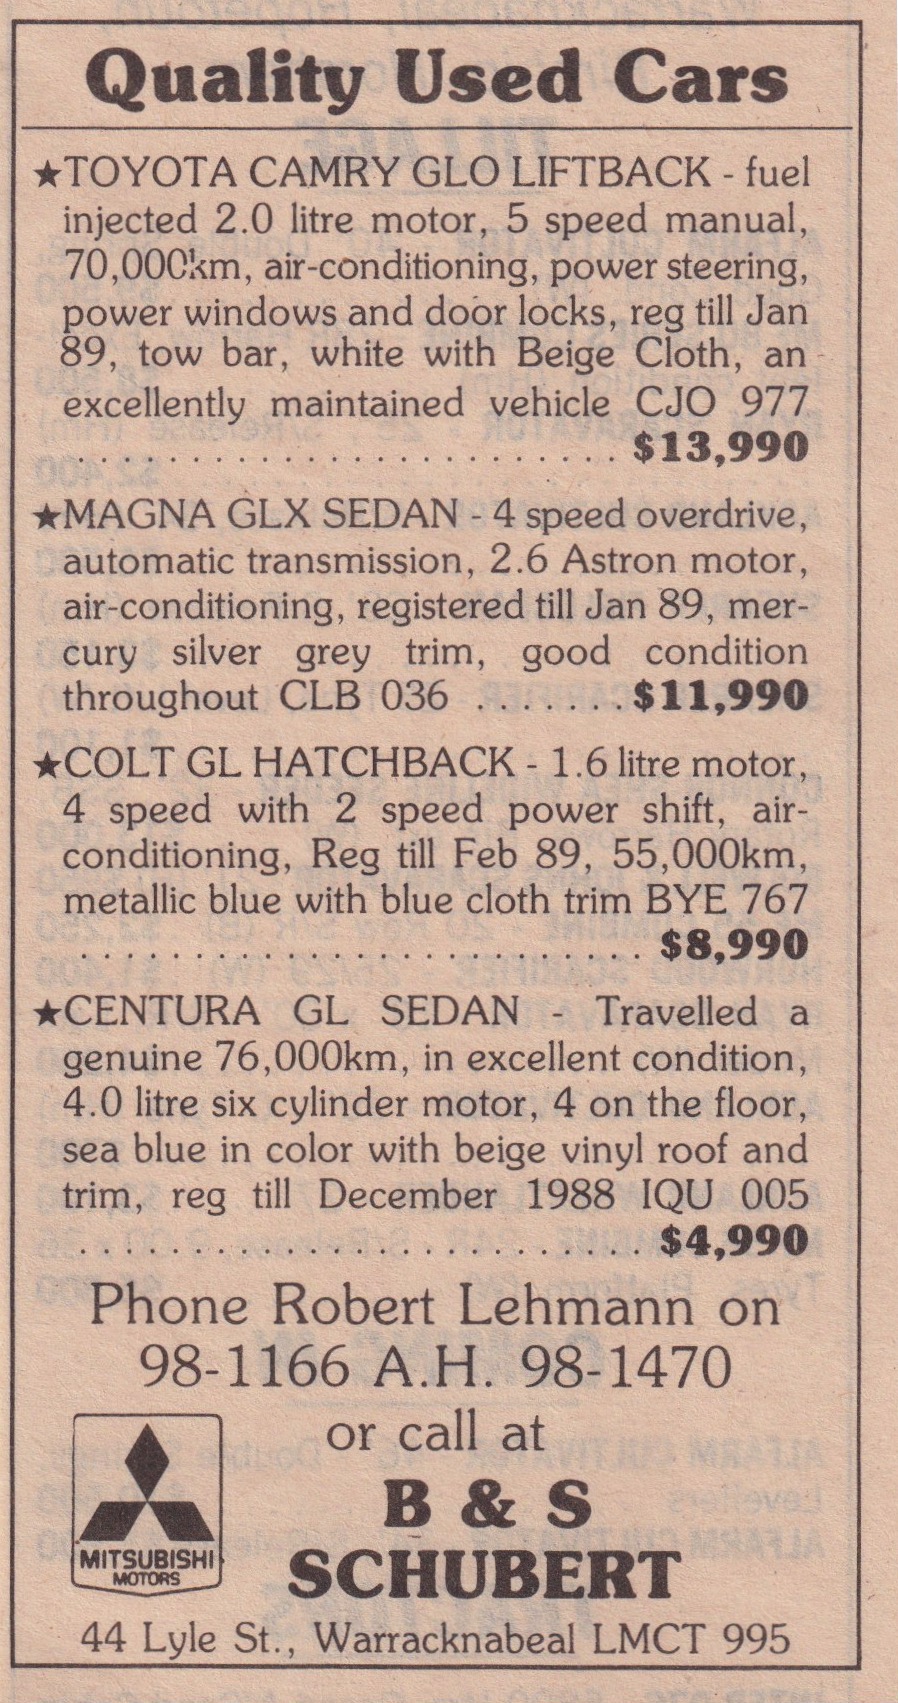 Quality Used Cars
★TOYOTA CAMRY GLO LIFTBACK - fuel
injected 2.0 litre motor, 5 speed manual,
70,000km, air-conditioning, power steering,
power windows and door locks, reg till Jan
89, tow bar, white with Beige Cloth, an
excellently maintained vehicle CJO 977
. . . . . . . . . . . . . . . . . . . . . . . . . $13,990
★MAGNA GLX SEDAN - 4 speed overdrive,
automatic transmission, 2.6 Astron motor,
air-conditioning, registered till Jan 89, mer-
cury silver grey trim, good condition
throughout CLB 036 . . . . . . . $11,990
★COLT GL HATCHBACK - 1.6 litre motor,
4 speed with 2 speed power shift, air-
conditioning, Reg till Feb 89, 55,000km,
metallic blue with blue cloth trim BYE 767
. . . . . . . . . . . . . . . . . . . . . . . . . $8,990
★CENTURA GL SEDAN - Travelled a
genuine 76,000km, in excellent condition,
4.0 litre six cylinder motor, 4 on the floor,
sea blue in color with beige vinyl roof and
trim, reg till December 1988 IQU 005
. . . . . . . . . . . . . . . . . . . . . . . . . $4,990
Phone Robert Lehmann on
98-1166 A.H. 98-1470
or call at
B & S
SCHUBERT
MITSUBISHI
MOTORS
44 Lyle St., Warracknabeal LMCT 995